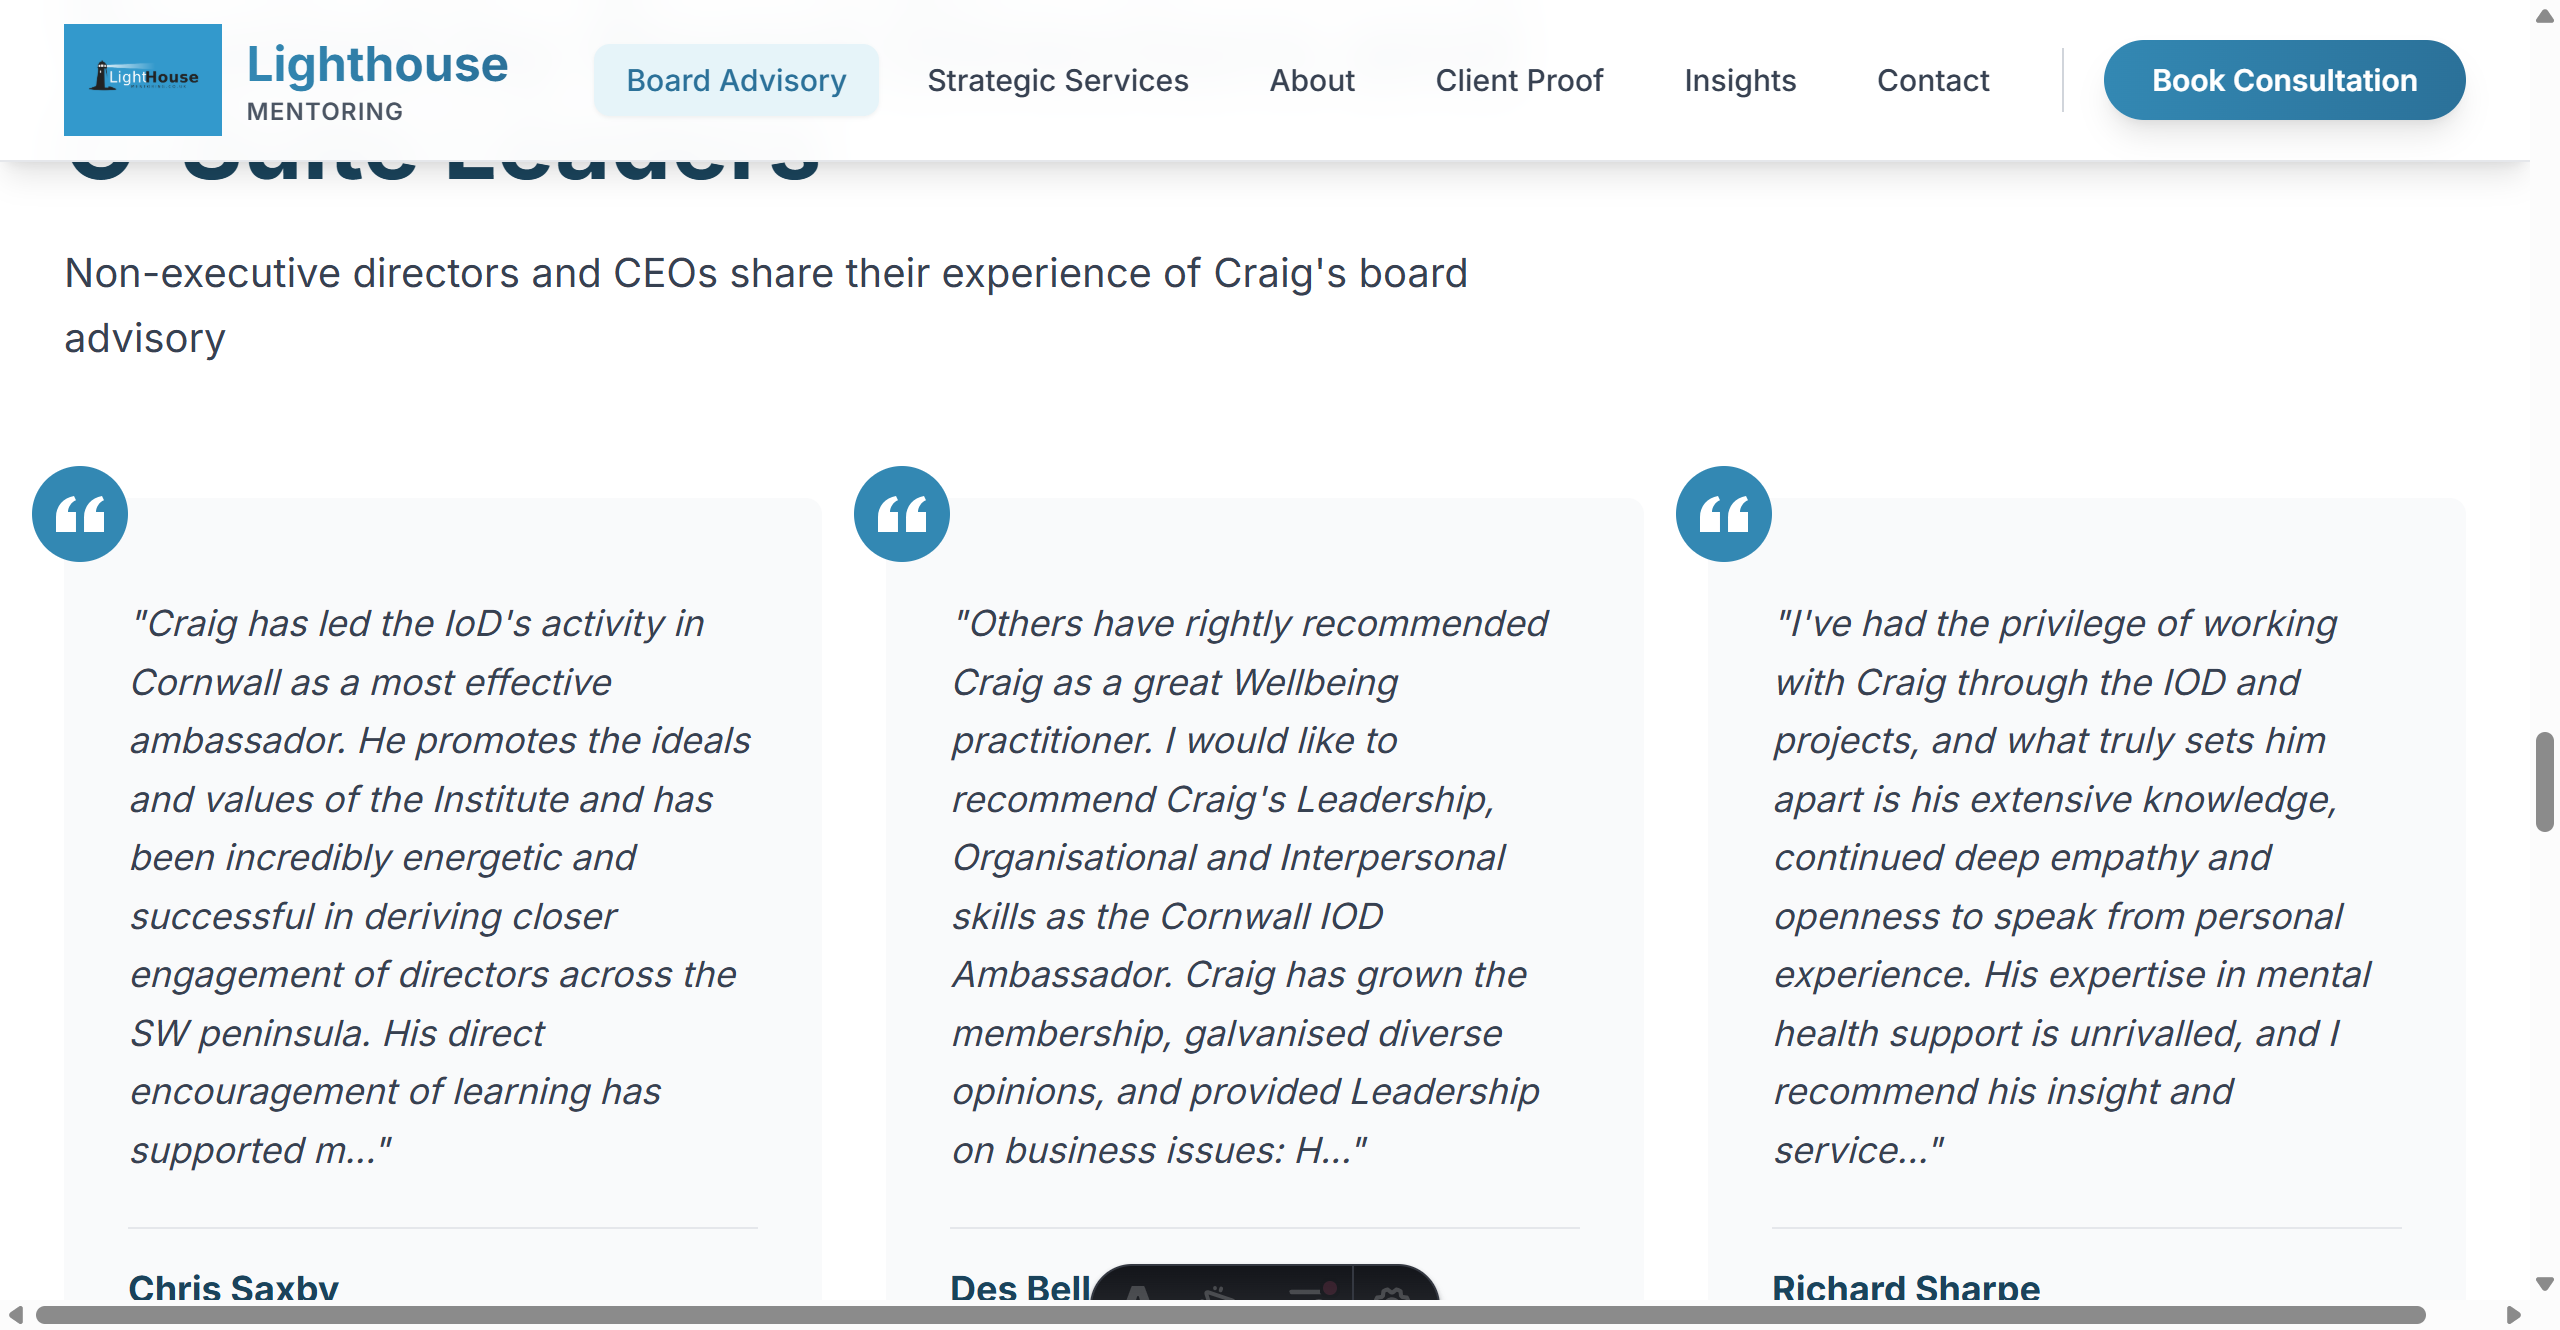 LightHouse
Lighthouse
MENTORING
Board Advisory
Strategic Services
About
Client Proof
Insights
Contact
Book Consultation
C-Suite Leaders
Non-executive directors and CEOs share their experience of Craig's board
advisory
"Craig has led the IoD's activity in
Cornwall as a most effective
ambassador. He promotes the ideals
and values of the Institute and has
been incredibly energetic and
successful in deriving closer
engagement of directors across the
SW peninsula. His direct
encouragement of learning has
supported m..."
Chris Saxby
"Others have rightly recommended
Craig as a great Wellbeing
practitioner. I would like to
recommend Craig's Leadership,
Organisational and Interpersonal
skills as the Cornwall IOD
Ambassador. Craig has grown the
membership, galvanised diverse
opinions, and provided Leadership
on business issues: H..."
Des Bell
"I've had the privilege of working
with Craig through the IOD and
projects, and what truly sets him
apart is his extensive knowledge,
continued deep empathy and
openness to speak from personal
experience. His expertise in mental
health support is unrivalled, and I
recommend his insight and
service..."
Richard Sharpe